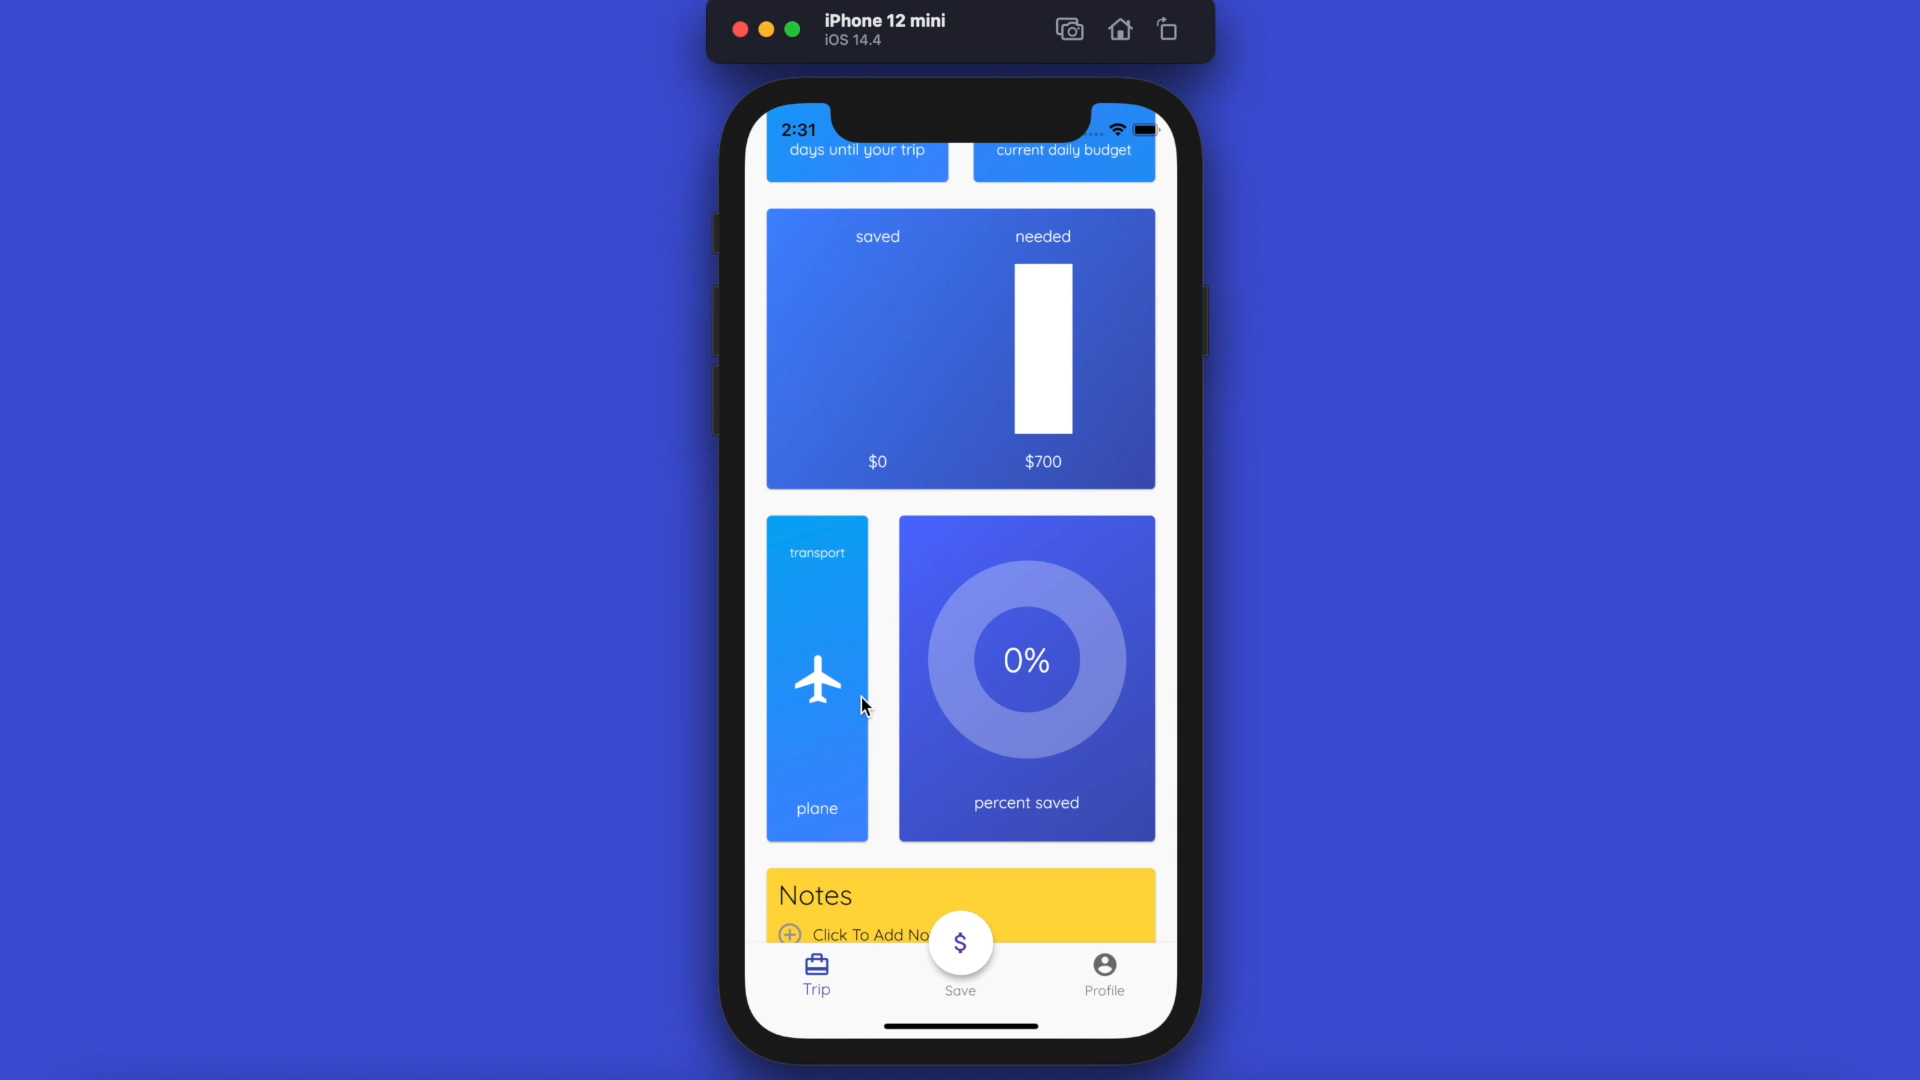 iPhone 12 mini
iOS 14.4
2:31
days until your trip
current daily budget
saved
needed
$0
$700
transport
plane
0%
percent saved
Notes
Click To Add No
$
Trip
Save
Profile